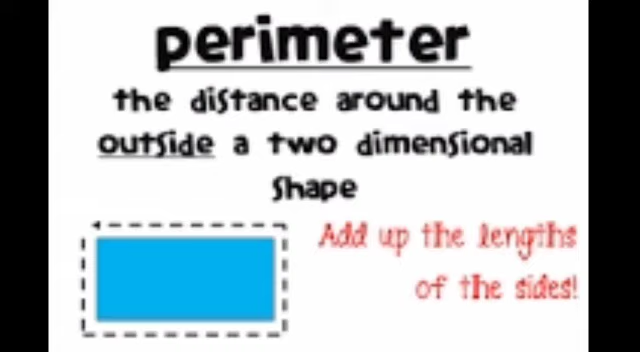 perimeter
the distance around the
outside a two dimensional
shape
Add up the lengths
of the sides!